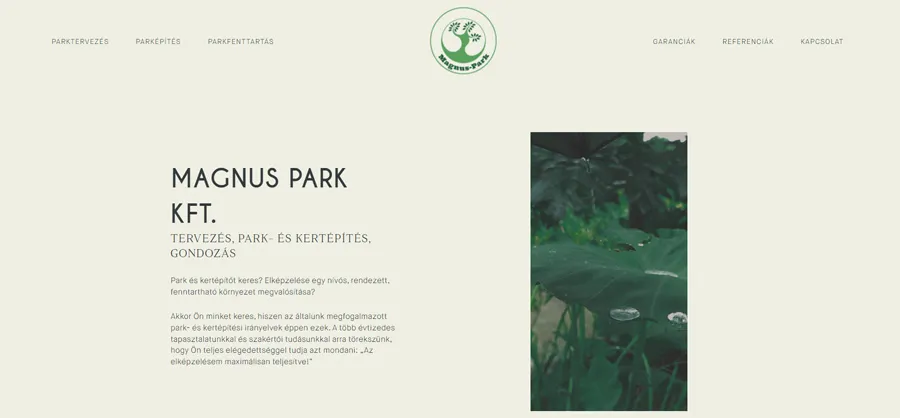 PARKTERVEZÉS PARKÉPÍTÉS PARKFENTTARTÁS
Magnus-Park
GARANCIÁK REFERENCIÁK KAPCSOLAT
MAGNUS PARK
KFT.
TERVEZÉS, PARK- ÉS KERTÉPÍTÉS,
GONDOZÁS
Park és kertépítőt keres? Elképzelése egy nívós, rendezett,
fenntartható környezet megvalósítása?
Akkor Ön minket keres, hiszen az általunk megfogalmazott
park- és kertépítési irányelvek éppen ezek. A több évtizedes
tapasztalatunkkal és szakértői tudásunkkal arra törekszünk,
hogy Ön teljes elégedettséggel tudja azt mondani: „Az
elképzelésem maximálisan teljesítve!”